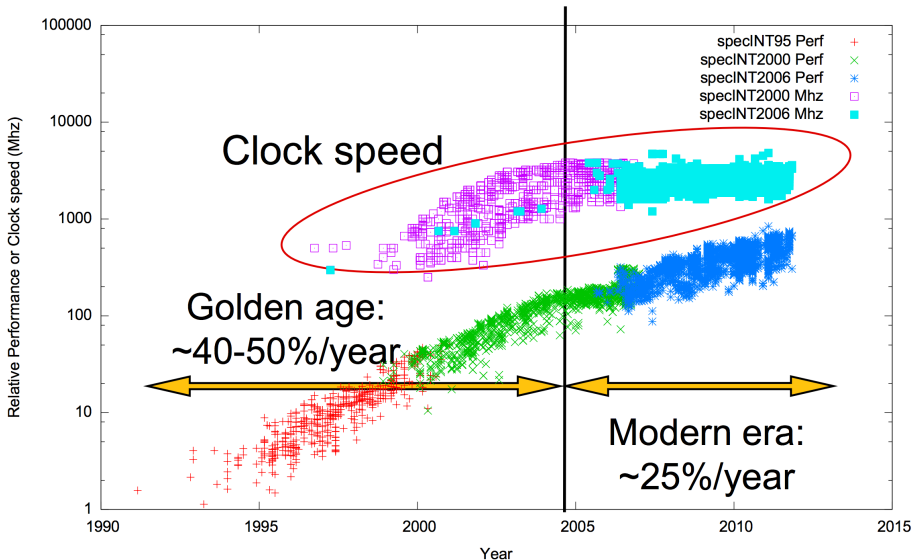 100000
10000
1000
100
10
1
Relative Performance or Clock speed (Mhz)
specINT95 Perf
specINT2000 Perf
specINT2006 Perf
specINT2000 Mhz
specINT2006 Mhz
Clock speed
Golden age:
~40-50%/year
Modern era:
~25%/year
1990
1995
2000
2005
2010
2015
Year